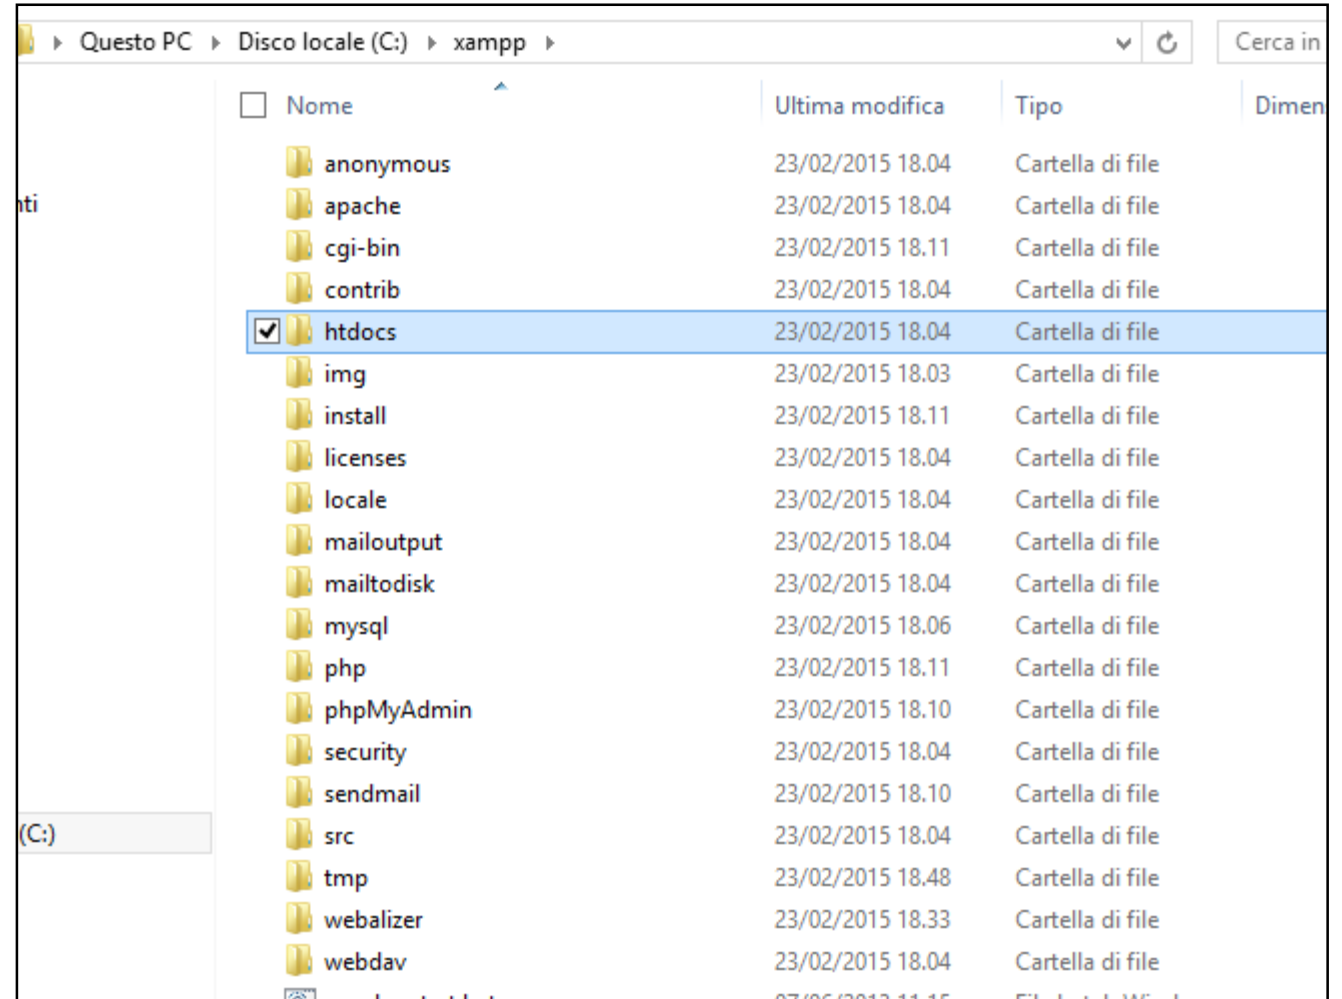 Questo PC Disco locale (C:) xampp Cerca in
Nome Ultima modifica Tipo Dimen
anonymous 23/02/2015 18.04 Cartella di file
nti
apache 23/02/2015 18.04 Cartella di file
cgi-bin 23/02/2015 18.11 Cartella di file
contrib 23/02/2015 18.04 Cartella di file
htdocs 23/02/2015 18.04 Cartella di file
img 23/02/2015 18.03 Cartella di file
install 23/02/2015 18.11 Cartella di file
licenses 23/02/2015 18.04 Cartella di file
locale 23/02/2015 18.04 Cartella di file
mailoutput 23/02/2015 18.04 Cartella di file
mailtodisk 23/02/2015 18.04 Cartella di file
mysql 23/02/2015 18.06 Cartella di file
php 23/02/2015 18.11 Cartella di file
phpMyAdmin 23/02/2015 18.10 Cartella di file
security 23/02/2015 18.04 Cartella di file
sendmail 23/02/2015 18.10 Cartella di file
(C:) src 23/02/2015 18.04 Cartella di file
tmp 23/02/2015 18.48 Cartella di file
webalizer 23/02/2015 18.33 Cartella di file
webdav 23/02/2015 18.04 Cartella di file